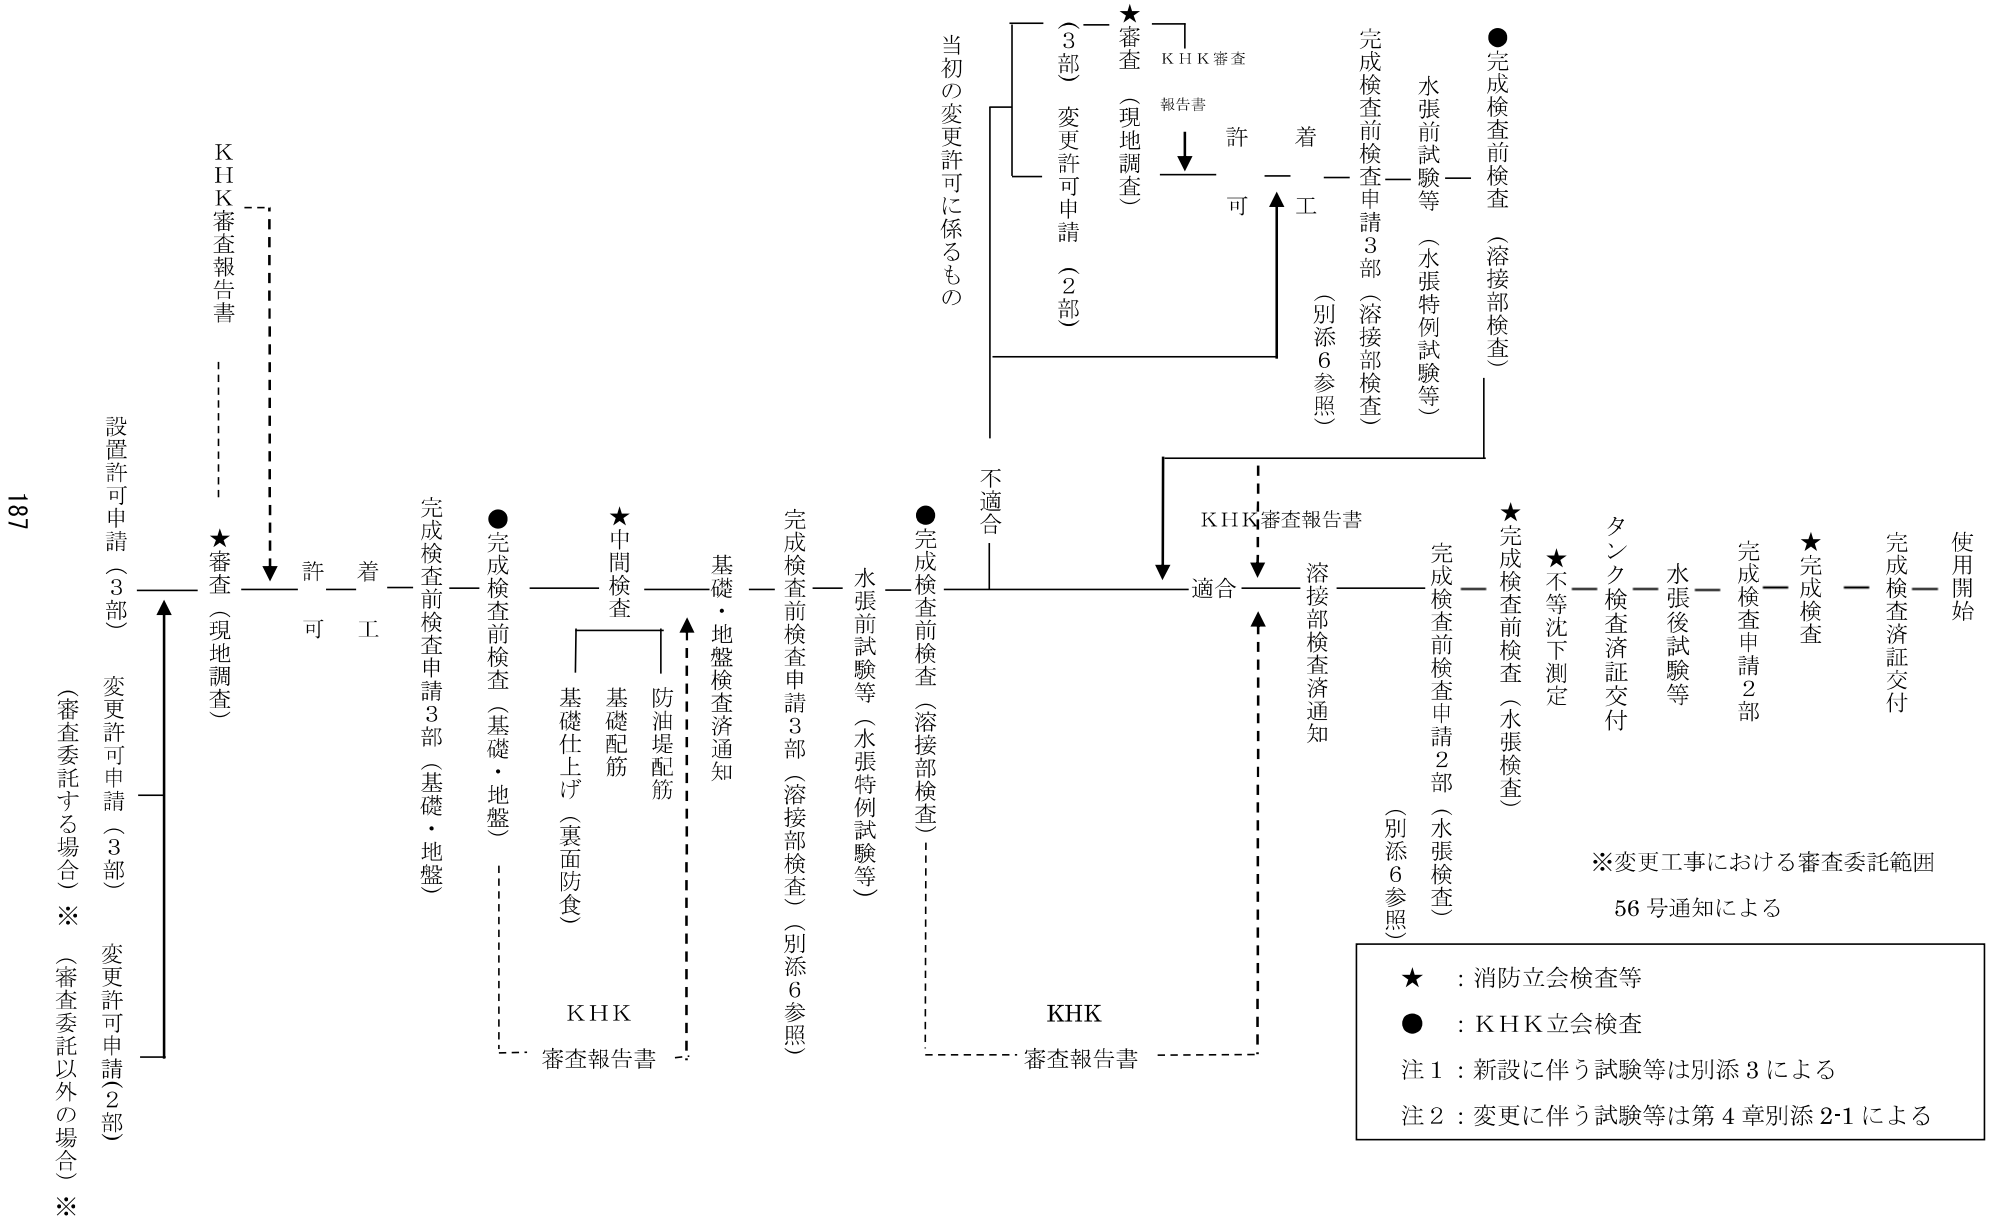 187
設置許可申請（３部）
変更許可申請（３部）
（審査委託する場合）※
変更許可申請（２部）
（審査委託以外の場合）※
ＫＨＫ審査報告書
★審査（現地調査）
許可
着工
完成検査前検査申請３部（基礎・地盤）
●完成検査前検査（基礎・地盤）
★中間検査
基礎仕上げ（裏面防食）
基礎配筋
防油堤配筋
ＫＨＫ
審査報告書
基礎・地盤検査済通知
完成検査前検査申請３部（溶接部検査）（別添６参照）
水張前試験等（水張特例試験等）
●完成検査前検査（溶接部検査）
KHK
審査報告書
不適合
当初の変更許可に係るもの
（３部）変更許可申請（２部）
★審査（現地調査）
ＫＨＫ審査
報告書
許可
着工
完成検査前検査申請３部（溶接部検査）
（別添６参照）
水張前試験等（水張特例試験等）
●完成検査前検査（溶接部検査）
適合
ＫＨＫ審査報告書
溶接部検査済通知
完成検査前検査申請２部（水張検査）
（別添６参照）
★完成検査前検査（水張検査）
★不等沈下測定
タンク検査済証交付
水張後試験等
完成検査申請２部
★完成検査
完成検査済証交付
使用開始
※変更工事における審査委託範囲
56 号通知による
★：消防立会検査等
●：ＫＨＫ立会検査
注１：新設に伴う試験等は別添 3 による
注２：変更に伴う試験等は第 4 章別添 2-1 による